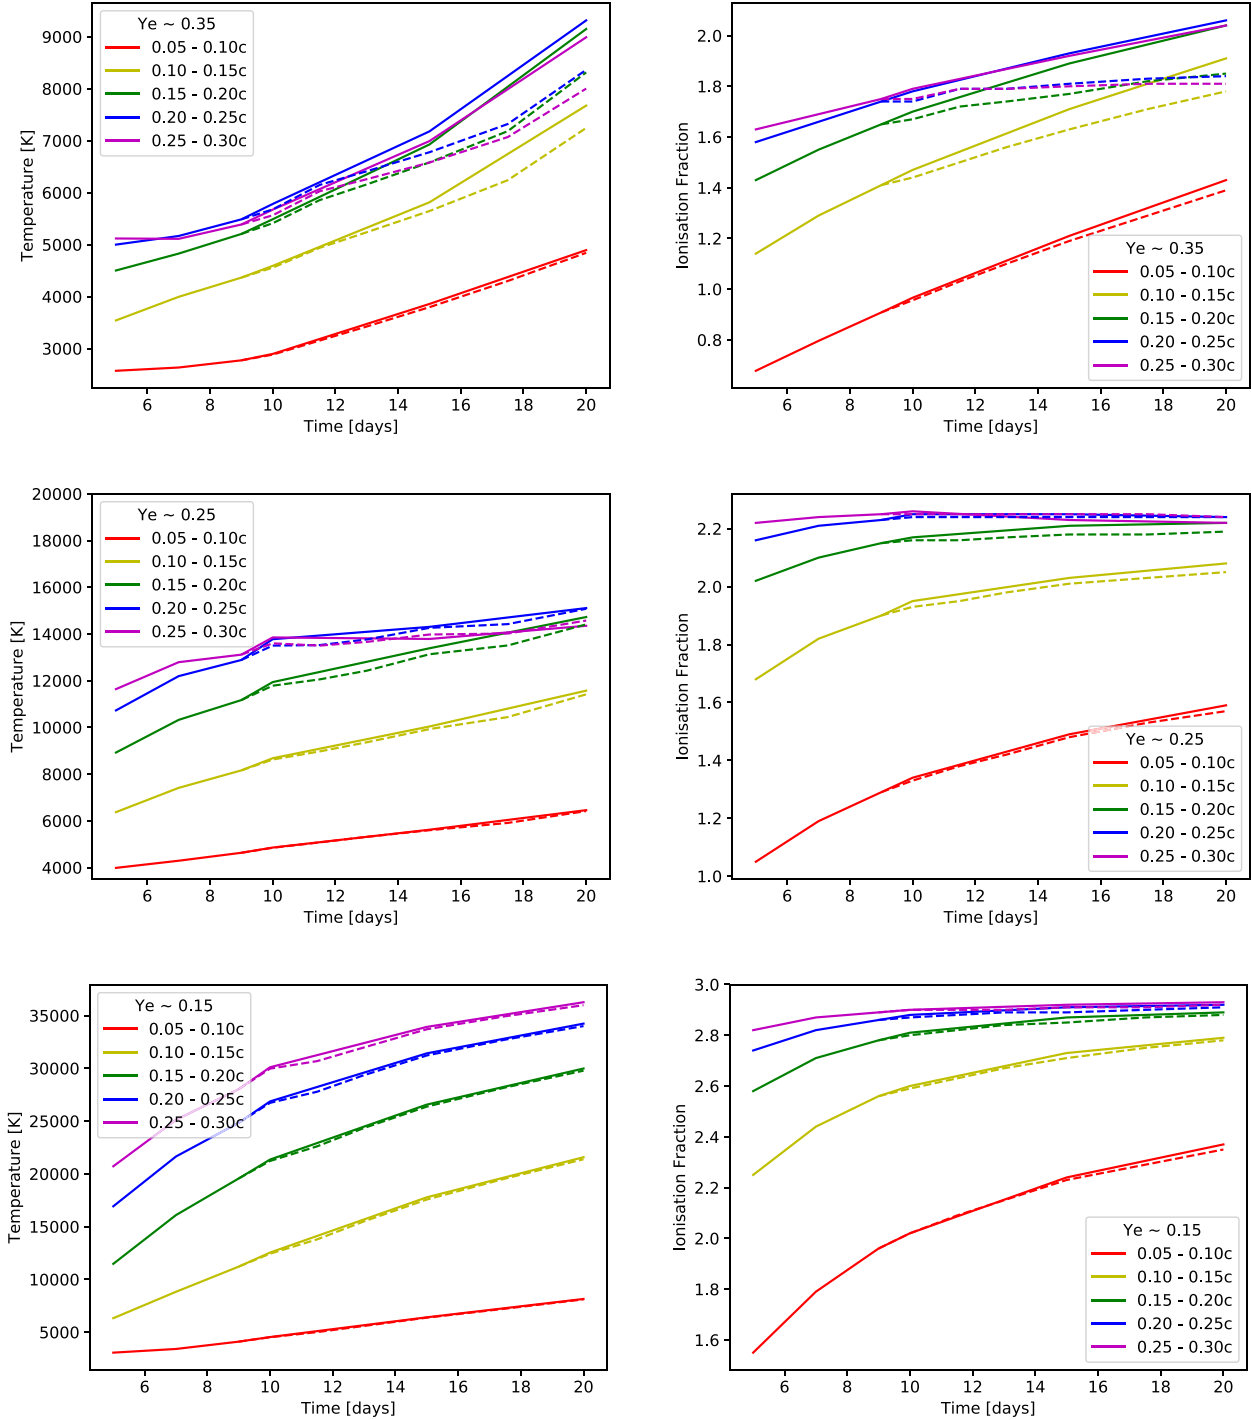 Ye ~ 0.35
0.05 - 0.10c
0.10 - 0.15c
0.15 - 0.20c
0.20 - 0.25c
0.25 - 0.30c
Temperature [K]
9000
8000
7000
6000
5000
4000
3000
6 8 10 12 14 16 18 20
Time [days]
Ionisation Fraction
2.0
1.8
1.6
1.4
1.2
1.0
0.8
Ye ~ 0.35
0.05 - 0.10c
0.10 - 0.15c
0.15 - 0.20c
0.20 - 0.25c
0.25 - 0.30c
6 8 10 12 14 16 18 20
Time [days]
Temperature [K]
20000
18000
16000
14000
12000
10000
8000
6000
4000
Ye ~ 0.25
0.05 - 0.10c
0.10 - 0.15c
0.15 - 0.20c
0.20 - 0.25c
0.25 - 0.30c
6 8 10 12 14 16 18 20
Time [days]
Ionisation Fraction
2.2
2.0
1.8
1.6
1.4
1.2
1.0
Ye ~ 0.25
0.05 - 0.10c
0.10 - 0.15c
0.15 - 0.20c
0.20 - 0.25c
0.25 - 0.30c
6 8 10 12 14 16 18 20
Time [days]
Temperature [K]
35000
30000
25000
20000
15000
10000
5000
Ye ~ 0.15
0.05 - 0.10c
0.10 - 0.15c
0.15 - 0.20c
0.20 - 0.25c
0.25 - 0.30c
6 8 10 12 14 16 18 20
Time [days]
Ionisation Fraction
3.0
2.8
2.6
2.4
2.2
2.0
1.8
1.6
Ye ~ 0.15
0.05 - 0.10c
0.10 - 0.15c
0.15 - 0.20c
0.20 - 0.25c
0.25 - 0.30c
6 8 10 12 14 16 18 20
Time [days]